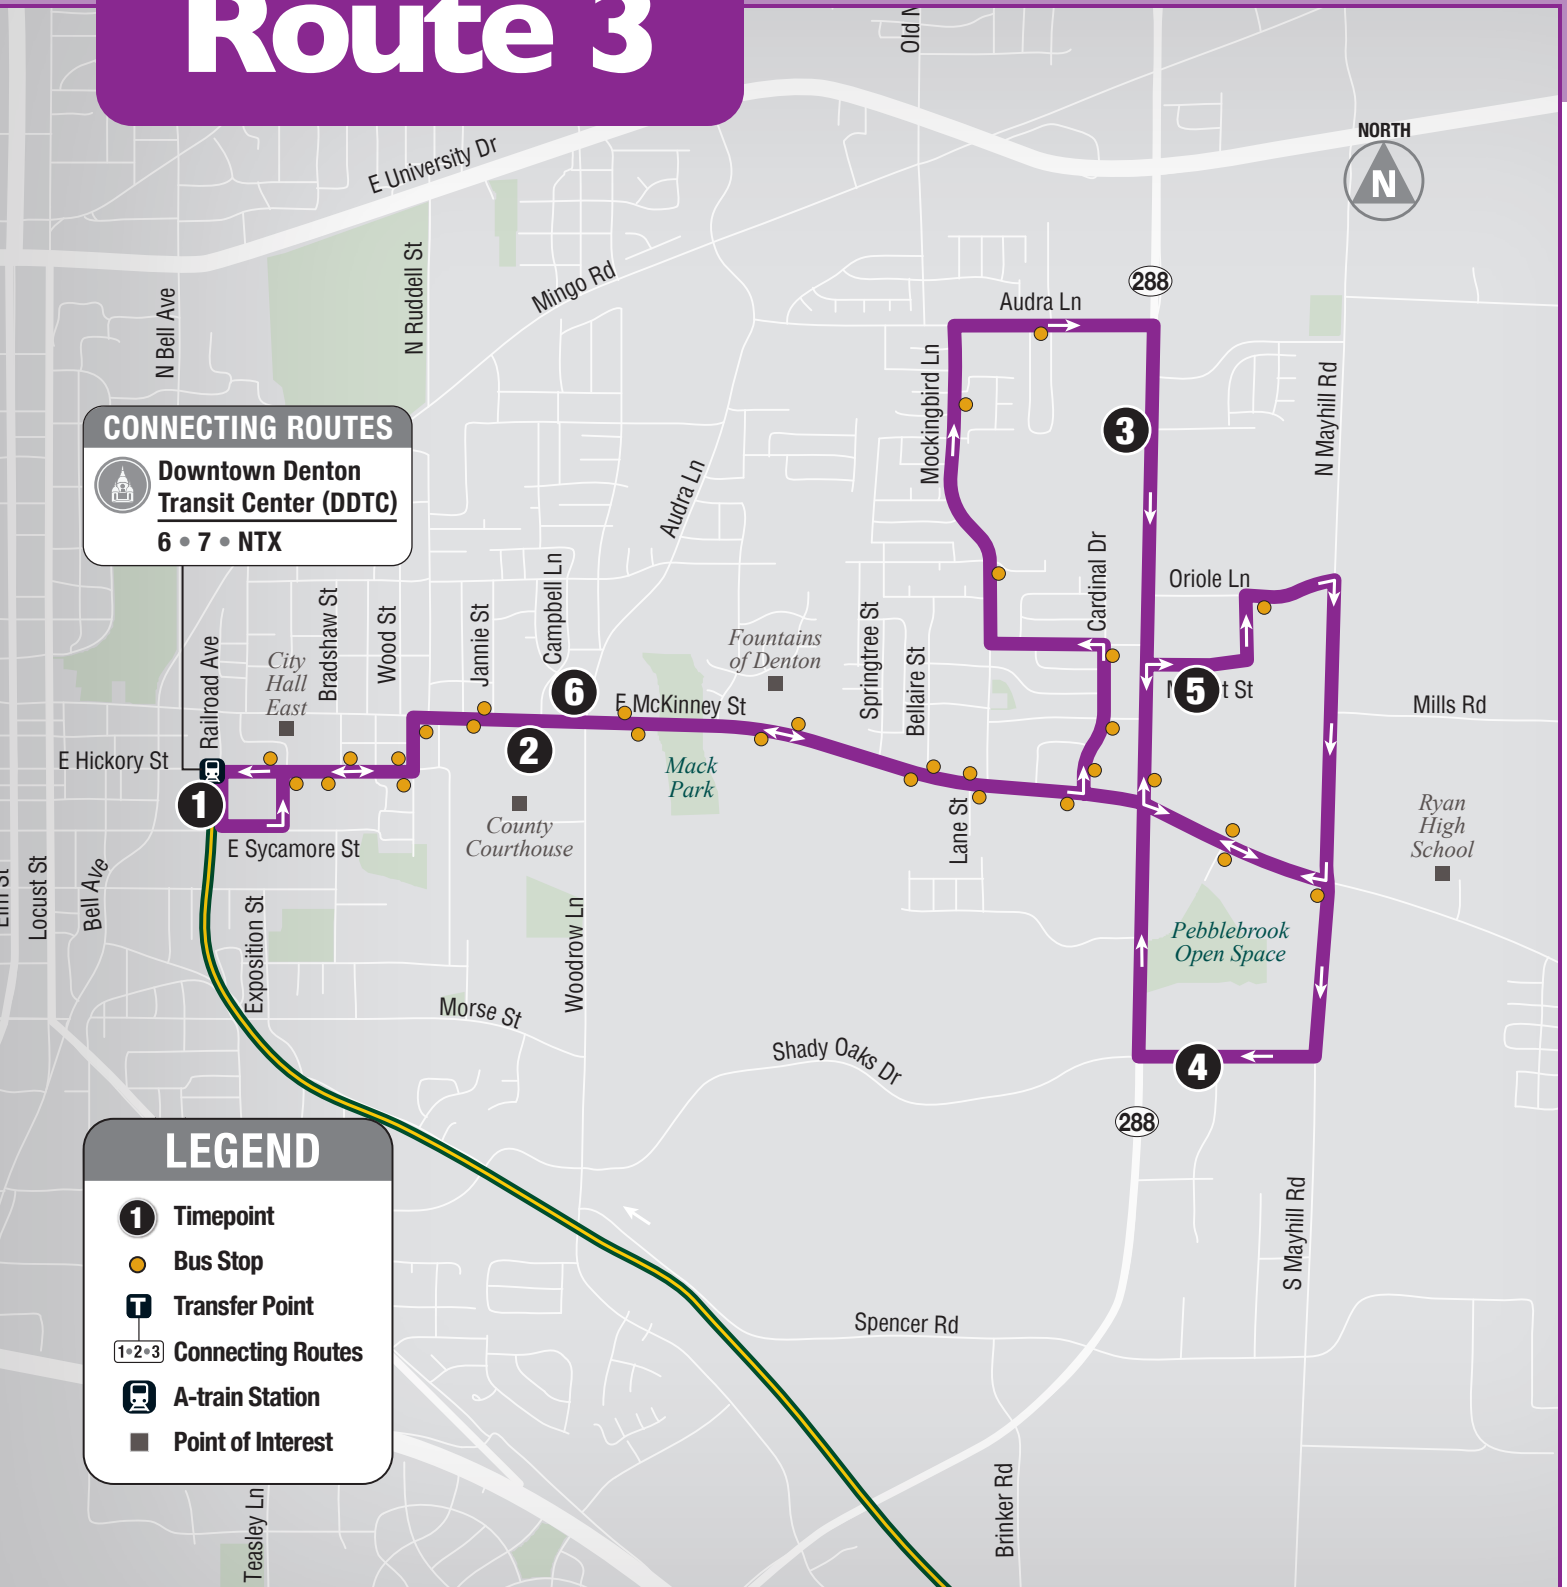 Route 3
Old N
NORTH
N
E University Dr
N Ruddell St
Mingo Rd
N Bell Ave
288
Audra Ln
Mockingbird Ln
N Mayhill Rd
3
CONNECTING ROUTES
Downtown Denton
Transit Center (DDTC)
6 • 7 • NTX
Audra Ln
Cardinal Dr
Oriole Ln
Campbell Ln
Bradshaw St
Wood St
Jannie St
Springtree St
Bellaire St
Railroad Ave
City
Hall
East
Fountains
of Denton
6
E McKinney St
5
t St
Mills Rd
2
E Hickory St
1
Mack
Park
County
Courthouse
Lane St
Ryan
High
School
E Sycamore St
Locust St
Bell Ave
Exposition St
Woodrow Ln
Pebblebrook
Open Space
Morse St
Shady Oaks Dr
4
288
LEGEND
1 Timepoint
Bus Stop
T Transfer Point
1•2•3 Connecting Routes
A-train Station
Point of Interest
S Mayhill Rd
Spencer Rd
Brinker Rd
Teasley Ln